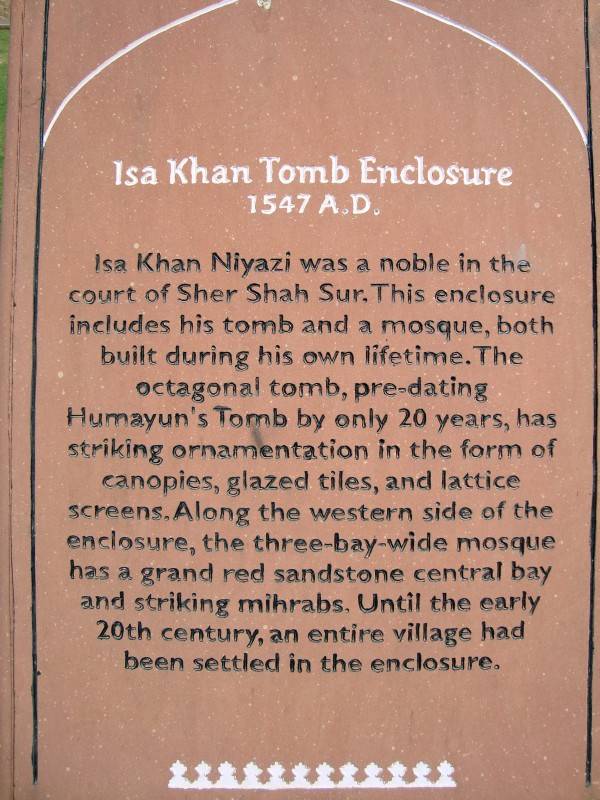 Isa Khan Tomb Enclosure
1547 A.D.
Isa Khan Niyazi was a noble in the
court of Sher Shah Sur. This enclosure
includes his tomb and a mosque, both
built during his own lifetime. The
octagonal tomb, pre-dating
Humayun's Tomb by only 20 years, has
striking ornamentation in the form of
canopies, glazed tiles, and lattice
screens. Along the western side of the
enclosure, the three-bay-wide mosque
has a grand red sandstone central bay
and striking mihrabs. Until the early
20th century, an entire village had
been settled in the enclosure.